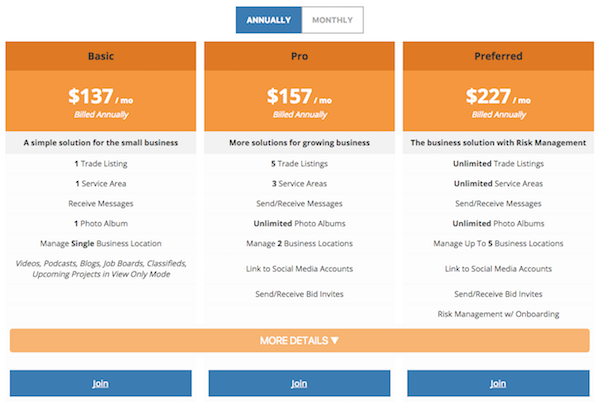 ANNUALLY MONTHLY
Basic
$137 / mo
Billed Annually
A simple solution for the small business
1 Trade Listing
1 Service Area
Receive Messages
1 Photo Album
Manage Single Business Location
Videos, Podcasts, Blogs, Job Boards, Classifieds,
Upcoming Projects in View Only Mode
Pro
$157 / mo
Billed Annually
More solutions for growing business
5 Trade Listings
3 Service Areas
Send/Receive Messages
Unlimited Photo Albums
Manage 2 Business Locations
Link to Social Media Accounts
Send/Receive Bid Invites
Preferred
$227 / mo
Billed Annually
The business solution with Risk Management
Unlimited Trade Listings
Unlimited Service Areas
Send/Receive Messages
Unlimited Photo Albums
Manage Up To 5 Business Locations
Link to Social Media Accounts
Send/Receive Bid Invites
Risk Management w/ Onboarding
MORE DETAILS ▼
Join
Join
Join